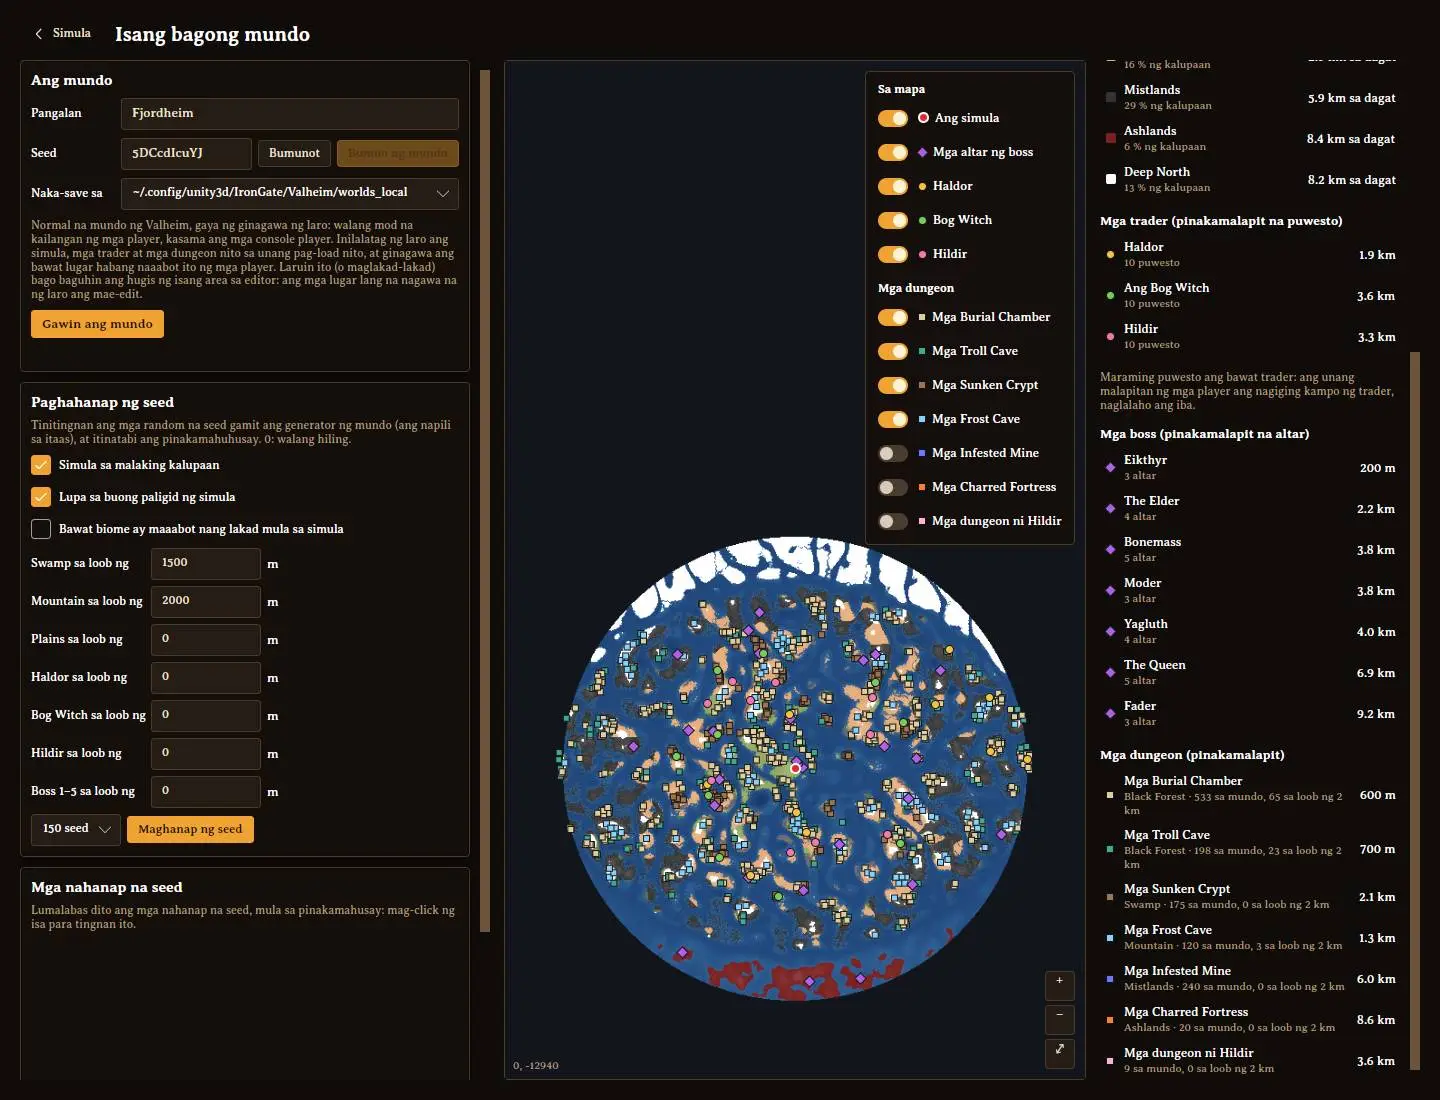 Simula
Isang bagong mundo
Ang mundo
Pangalan
Fjordheim
Seed
5DCcdIcuYJ
Bumunot
Naka-save sa
~/.config/unity3d/IronGate/Valheim/worlds_local
Normal na mundo ng Valheim, gaya ng ginagawa ng laro: walang mod na
kailangan ng mga player, kasama ang mga console player. Inilalatag ng laro ang
simula, mga trader at mga dungeon nito sa unang pag-load nito, at ginagawa ang
bawat lugar habang naaabot ito ng mga player. Laruin ito (o maglakad-lakad)
bago baguhin ang hugis ng isang area sa editor: ang mga lugar lang na nagawa na
ng laro ang mae-edit.
Gawin ang mundo
Paghahanap ng seed
Tinitingnan ang mga random na seed gamit ang generator ng mundo (ang napili
sa itaas), at itinatabi ang pinakamahuhusay. 0: walang hiling.
Simula sa malaking kalupaan
Lupa sa buong paligid ng simula
Bawat biome ay maaabot nang lakad mula sa simula
Swamp sa loob ng
1500
m
Mountain sa loob ng
2000
m
Plains sa loob ng
0
m
Haldor sa loob ng
0
m
Bog Witch sa loob ng
0
m
Hildir sa loob ng
0
m
Boss 1–5 sa loob ng
0
m
150 seed
Maghanap ng seed
Mga nahanap na seed
Lumalabas dito ang mga nahanap na seed, mula sa pinakamahusay: mag-click ng
isa para tingnan ito.
Sa mapa
Ang simula
Mga altar ng boss
Haldor
Bog Witch
Hildir
Mga dungeon
Mga Burial Chamber
Mga Troll Cave
Mga Sunken Crypt
Mga Frost Cave
Mga Infested Mine
Mga Charred Fortress
Mga dungeon ni Hildir
+
−
0, -12940
16 % ng kalupaan
Mistlands
29 % ng kalupaan
5.9 km sa dagat
Ashlands
6 % ng kalupaan
8.4 km sa dagat
Deep North
13 % ng kalupaan
8.2 km sa dagat
Mga trader (pinakamalapit na puwesto)
Haldor
10 puwesto
1.9 km
Ang Bog Witch
10 puwesto
3.6 km
Hildir
10 puwesto
3.3 km
Maraming puwesto ang bawat trader: ang unang
malapitan ng mga player ang nagiging kampo ng trader,
naglalaho ang iba.
Mga boss (pinakamalapit na altar)
Eikthyr
3 altar
200 m
The Elder
4 altar
2.2 km
Bonemass
5 altar
3.8 km
Moder
3 altar
3.8 km
Yagluth
4 altar
4.0 km
The Queen
5 altar
6.9 km
Fader
3 altar
9.2 km
Mga dungeon (pinakamalapit)
Mga Burial Chamber
Black Forest · 533 sa mundo, 65 sa loob ng 2
km
600 m
Mga Troll Cave
Black Forest · 198 sa mundo, 23 sa loob ng 2
km
700 m
Mga Sunken Crypt
Swamp · 175 sa mundo, 0 sa loob ng 2 km
2.1 km
Mga Frost Cave
Mountain · 120 sa mundo, 3 sa loob ng 2 km
1.3 km
Mga Infested Mine
Mistlands · 240 sa mundo, 0 sa loob ng 2 km
6.0 km
Mga Charred Fortress
Ashlands · 20 sa mundo, 0 sa loob ng 2 km
8.6 km
Mga dungeon ni Hildir
9 sa mundo, 0 sa loob ng 2 km
3.6 km